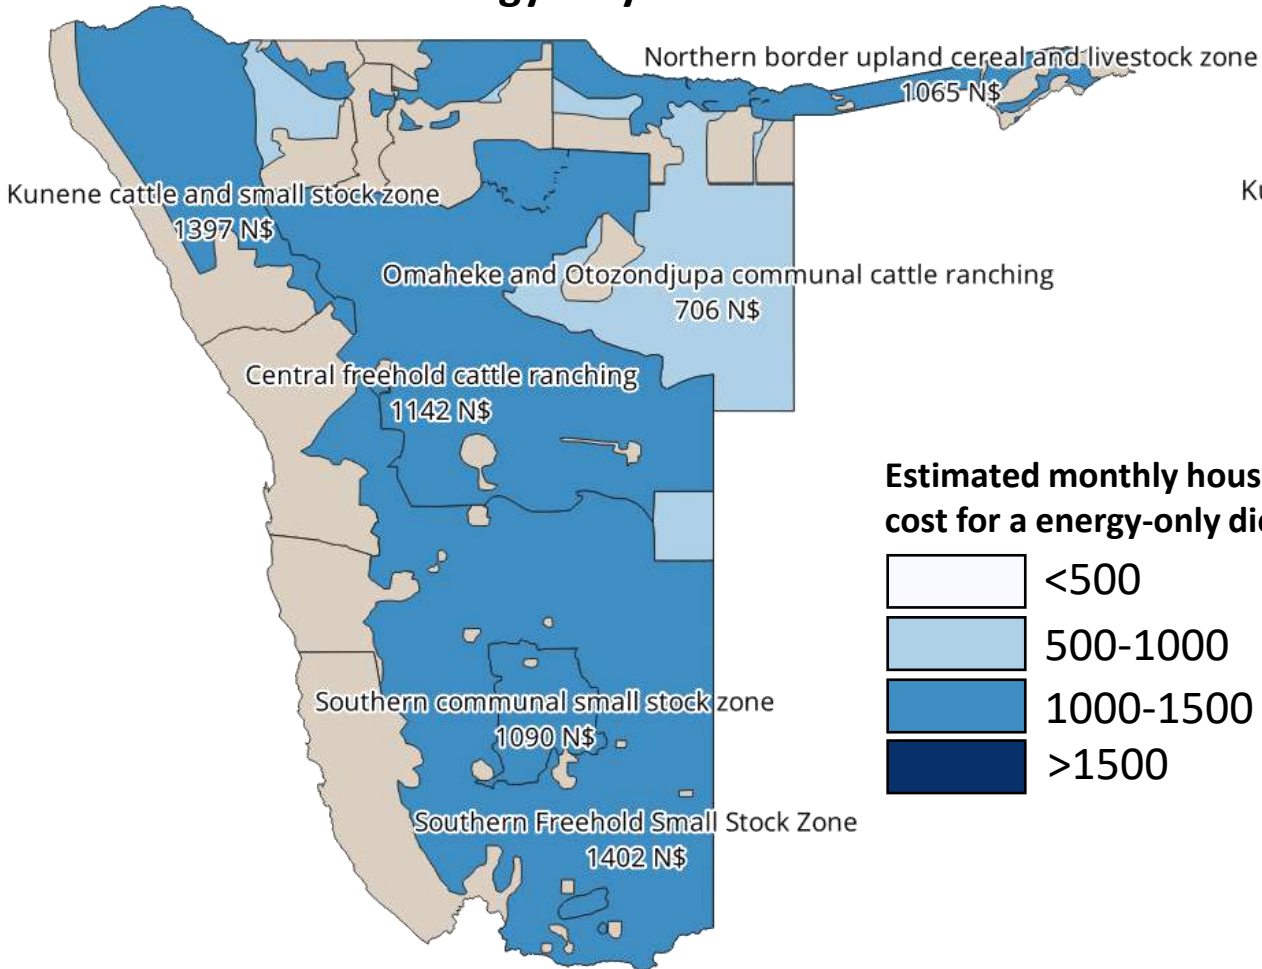 Northern border upland cereal and livestock zone
1065 N$
Kunene cattle and small stock zone
1397 N$
Omaheke and Otozondjupa communal cattle ranching
706 N$
Central freehold cattle ranching
1142 N$
Estimated monthly
cost for a energy-only
<500
500-1000
1000-1500
>1500
Southern communal small stock zone
1090 N$
Southern Freehold Small Stock Zone
1402 N$